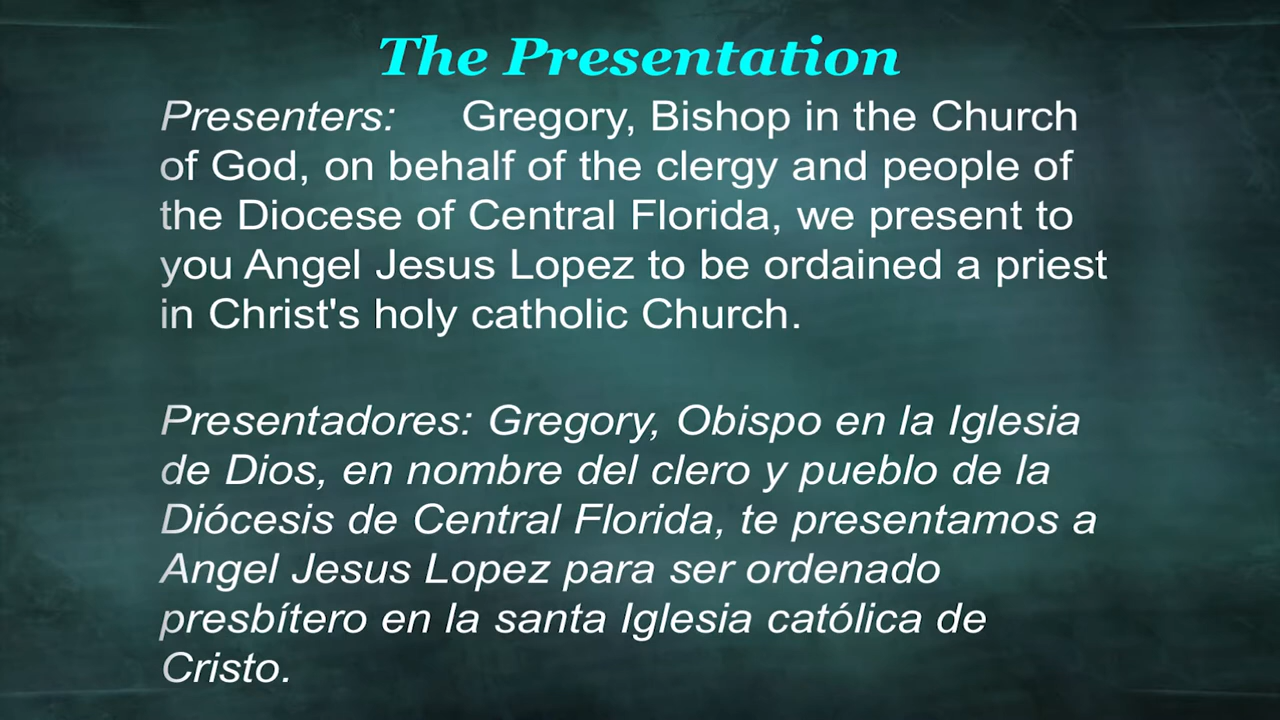 The Presentation
Presenters: Gregory, Bishop in the Church
of God, on behalf of the clergy and people of
the Diocese of Central Florida, we present to
you Angel Jesus Lopez to be ordained a priest
in Christ's holy catholic Church.
Presentadores: Gregory, Obispo en la Iglesia
de Dios, en nombre del clero y pueblo de la
Diócesis de Central Florida, te presentamos a
Angel Jesus Lopez para ser ordenado
presbítero en la santa Iglesia católica de
Cristo.